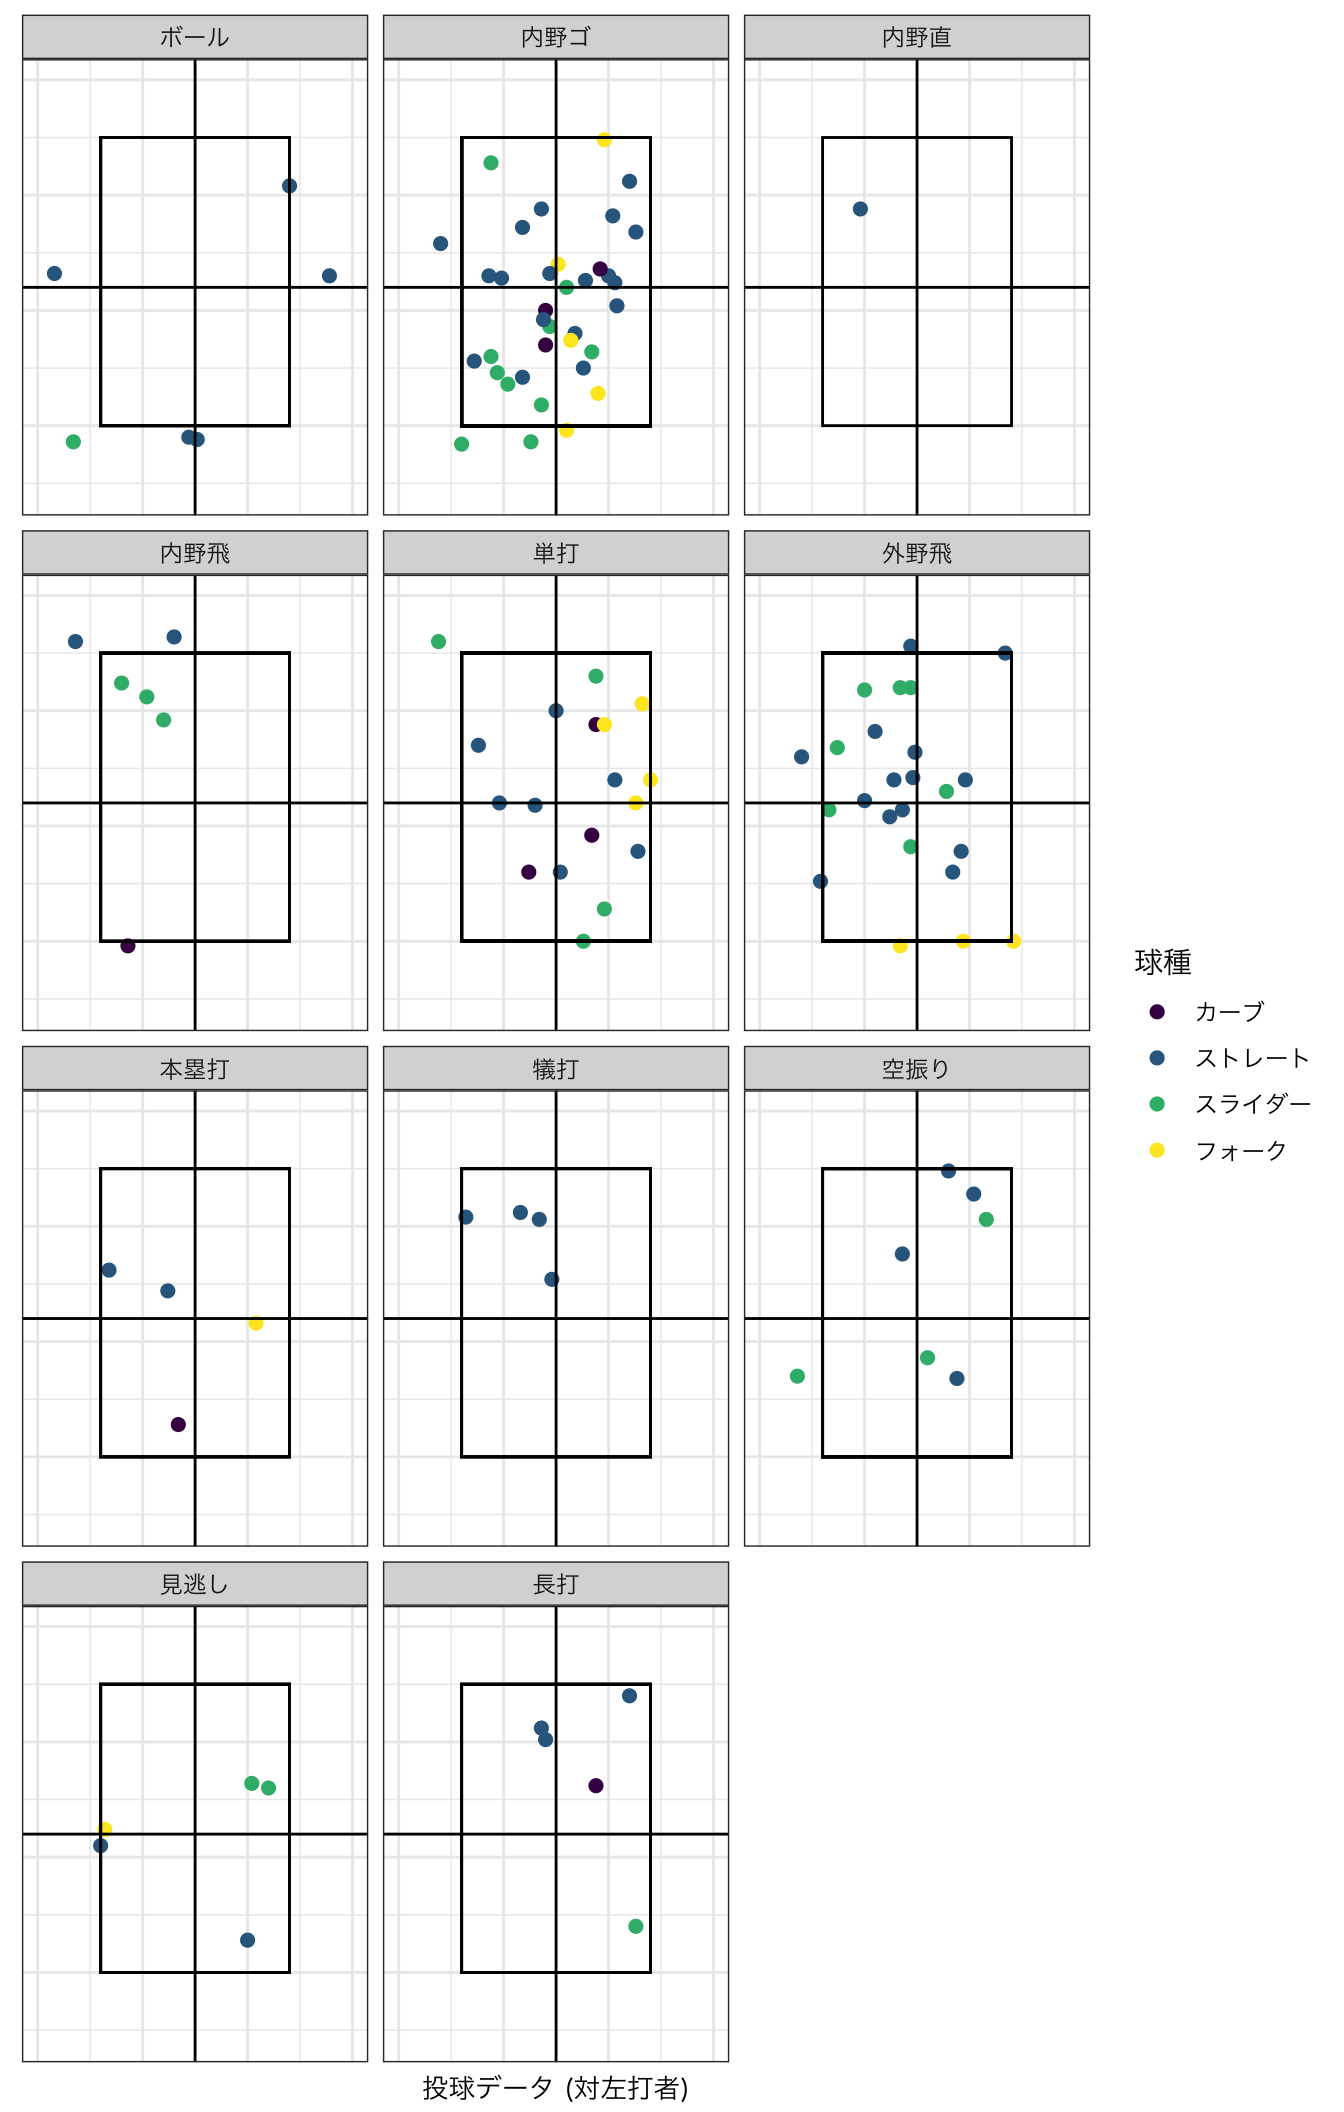 ボール
内野ゴ
内野直
内野飛
単打
外野飛
本塁打
犠打
空振り
見逃し
長打
球種
カーブ
ストレート
スライダー
フォーク
投球データ (対左打者)